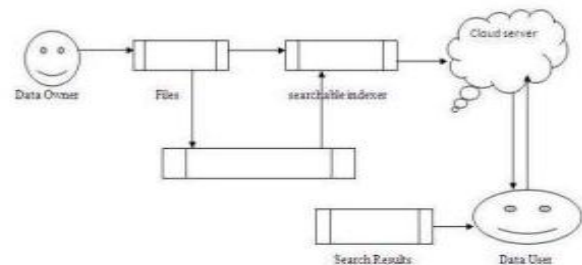 Cloud server
Data Owner
Files
searchable indexer
Search Results
Data User